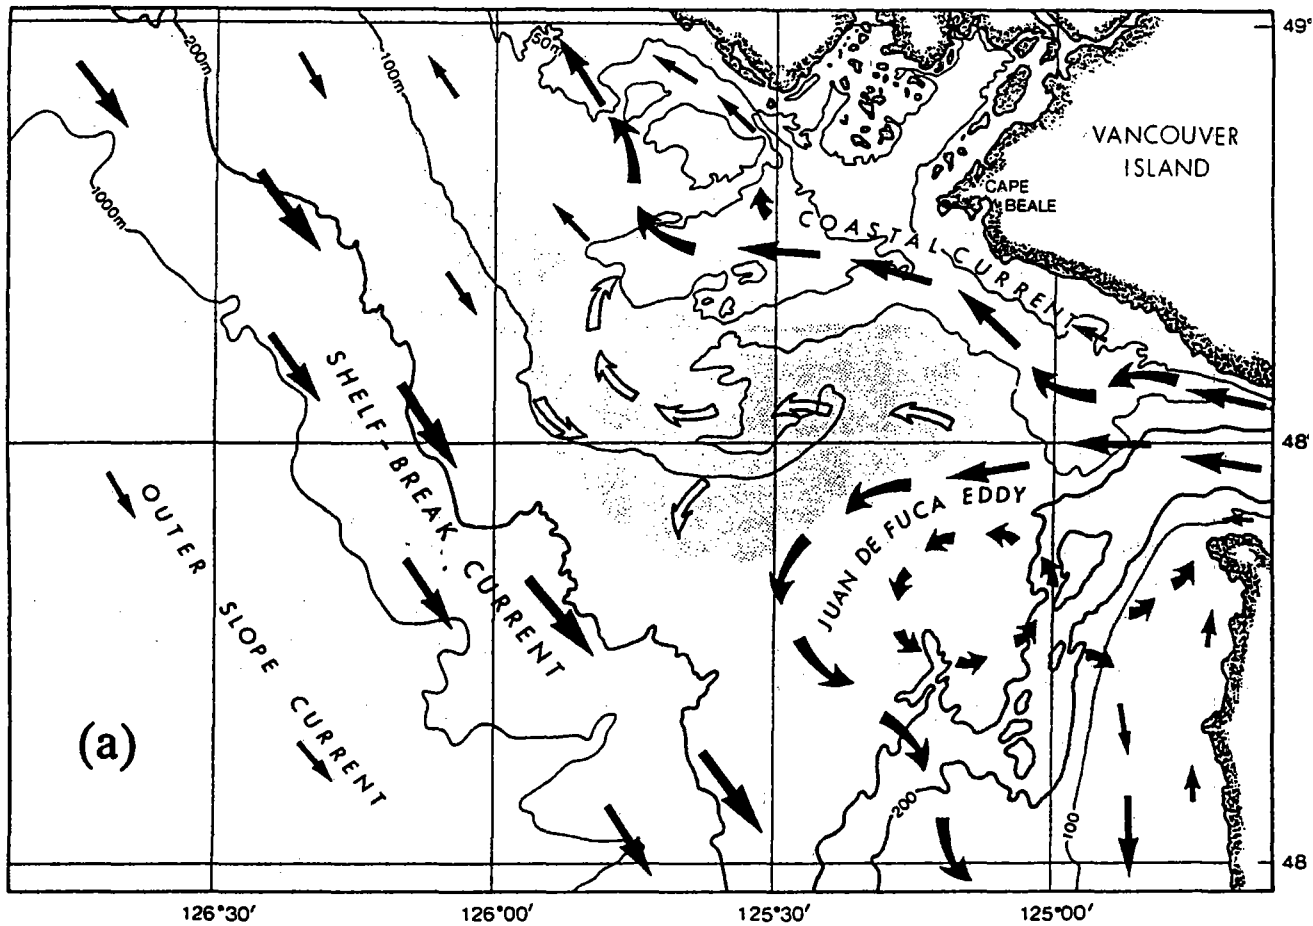 200m
100m
50m
49°
VANCOUVER
ISLAND
CAPE
BEALE
1000m
COASTAL CURRENT
SHELF-BREAK CURRENT
48°
JUAN DE FUCA EDDY
OUTER SLOPE CURRENT
(a)
200
100
48
126°30′
126°00′
125°30′
125°00′